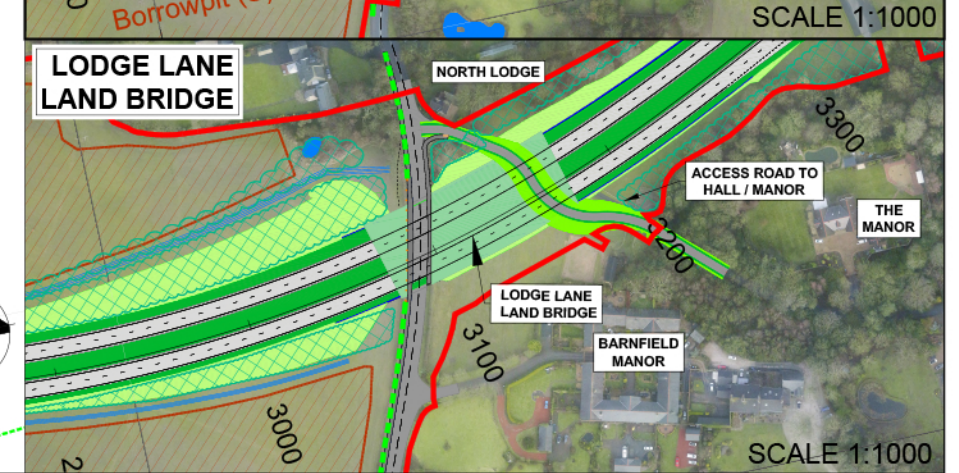 Borrowpit (
SCALE 1:1000
LODGE LANE
LAND BRIDGE
NORTH LODGE
3300
ACCESS ROAD TO
HALL / MANOR
THE
MANOR
3200
LODGE LANE
LAND BRIDGE
3100
BARNFIELD
MANOR
3000
2
SCALE 1:1000